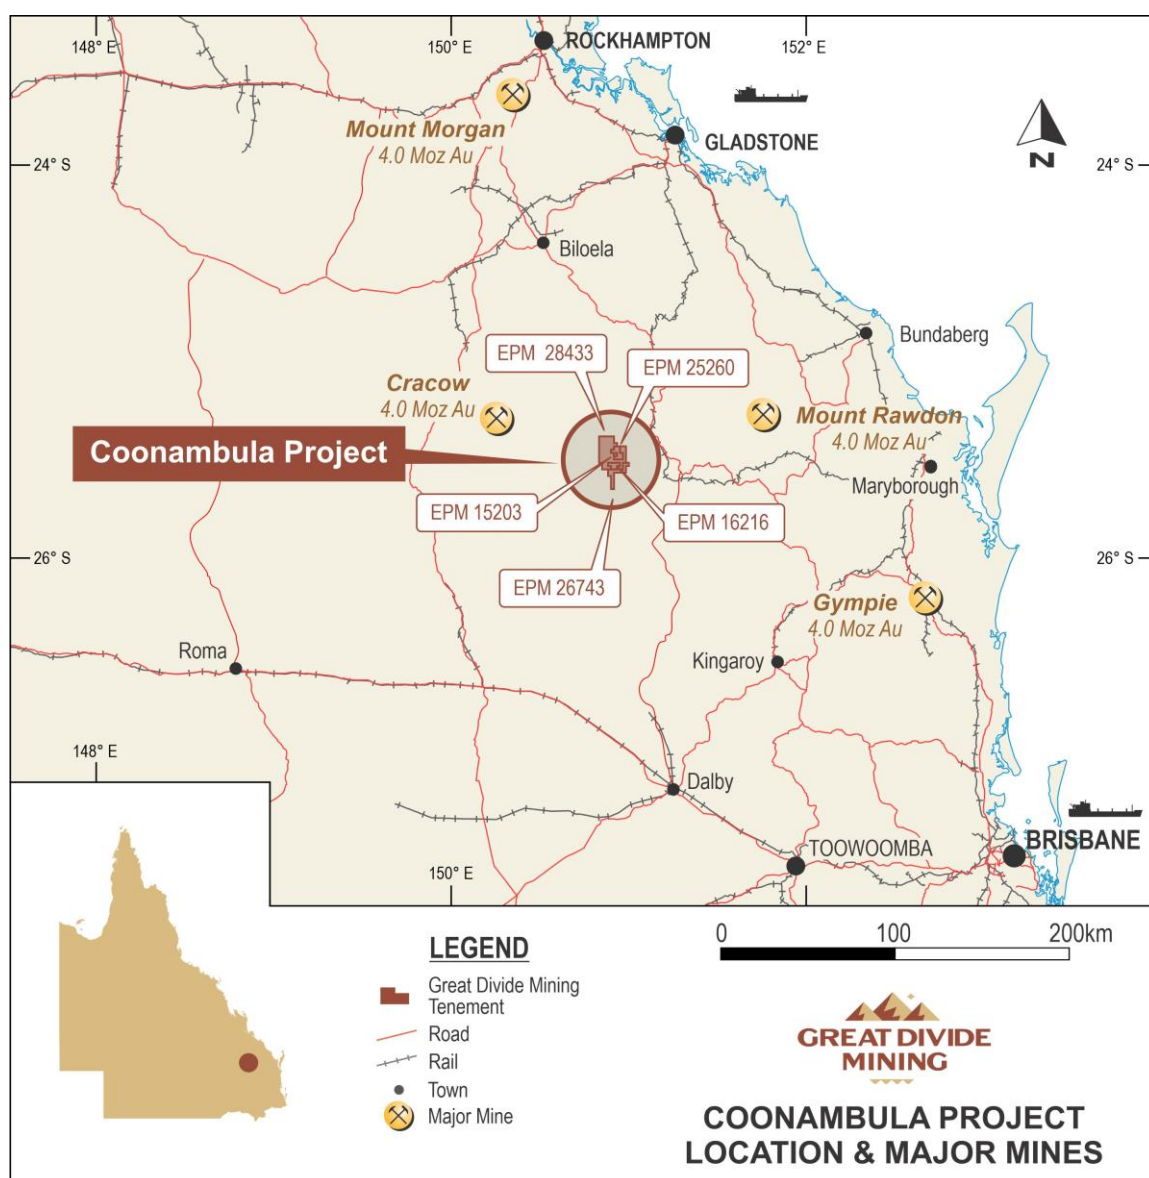 148° E
150° E
152° E
ROCKHAMPTON
Mount Morgan
4.0 Moz Au
GLADSTONE
N
24° S
24° S
Biloela
Bundaberg
EPM 28433
EPM 25260
Cracow
4.0 Moz Au
Mount Rawdon
4.0 Moz Au
Coonambula Project
Maryborough
EPM 15203
EPM 16216
26° S
26° S
EPM 26743
Gympie
4.0 Moz Au
Roma
Kingaroy
148° E
Dalby
TOOWOOMBA
BRISBANE
150° E
152° E
LEGEND
Great Divide Mining
Tenement
Road
Rail
Town
Major Mine
0 100 200km
GREAT DIVIDE
MINING
COONAMBULA PROJECT
LOCATION & MAJOR MINES